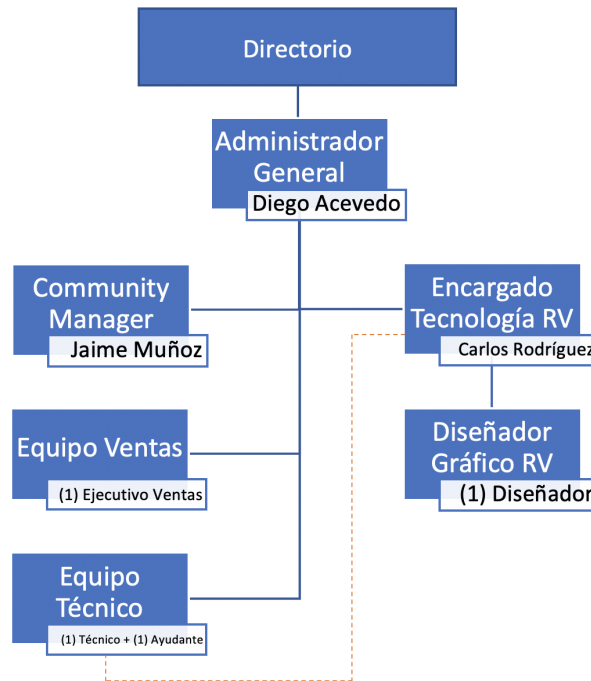 Directorio
Administrador
General
Diego Acevedo
Community
Manager
Jaime Muñoz
Encargado
Tecnología RV
Carlos Rodríguez
Equipo Ventas
(1) Ejecutivo Ventas
Diseñador
Gráfico RV
(1) Diseñador
Equipo
Técnico
(1) Técnico + (1) Ayudante